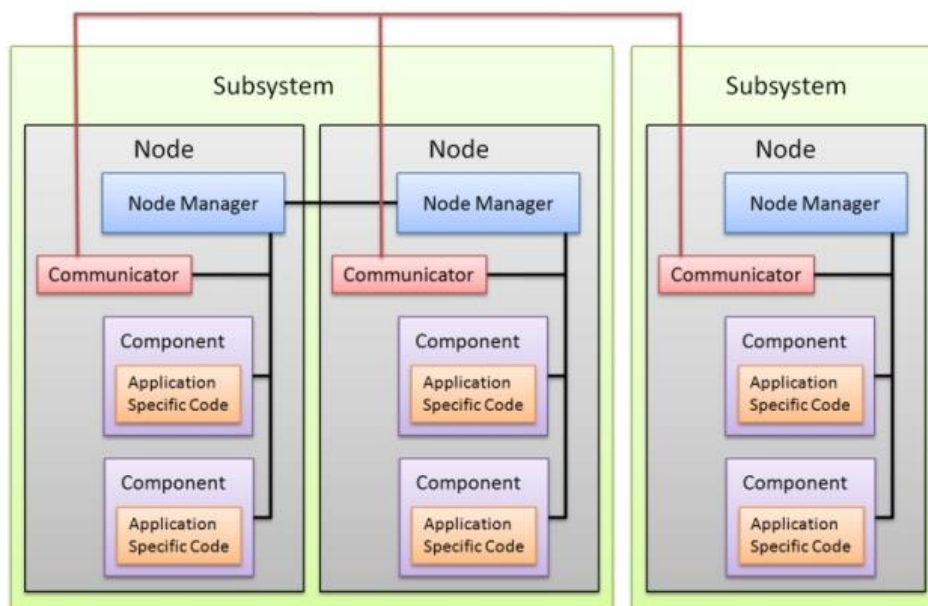 Subsystem
Node
Node Manager
Communicator
Component
Application
Specific Code
Component
Application
Specific Code
Node
Node Manager
Communicator
Component
Application
Specific Code
Component
Application
Specific Code
Subsystem
Node
Node Manager
Communicator
Component
Application
Specific Code
Component
Application
Specific Code